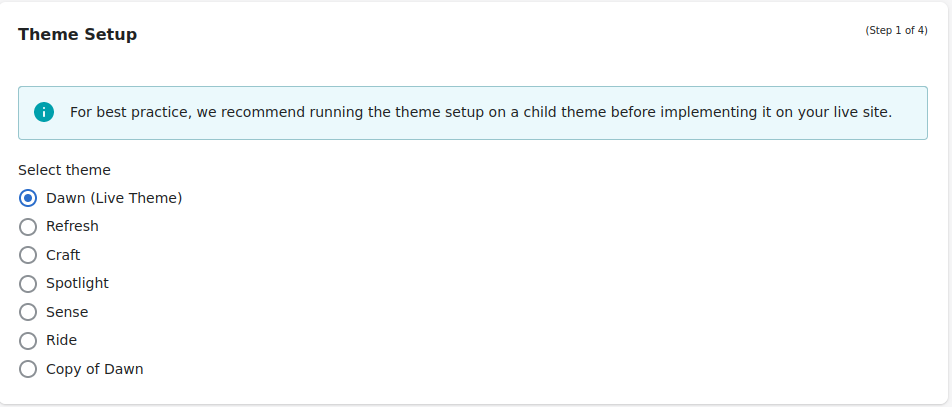 Theme Setup
(Step 1 of 4)
For best practice, we recommend running the theme setup on a child theme before implementing it on your live site.
Select theme
Dawn (Live Theme)
Refresh
Craft
Spotlight
Sense
Ride
Copy of Dawn